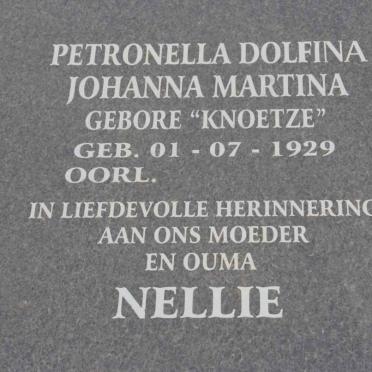 PETRONELLA DOLFINA
JOHANNA MARTINA
GEBORE “KNOETZE”
GEB. 01 - 07 - 1929
OORL.
IN LIEFDEVOLLE HERINNERING
AAN ONS MOEDER
EN OUMA
NELLIE